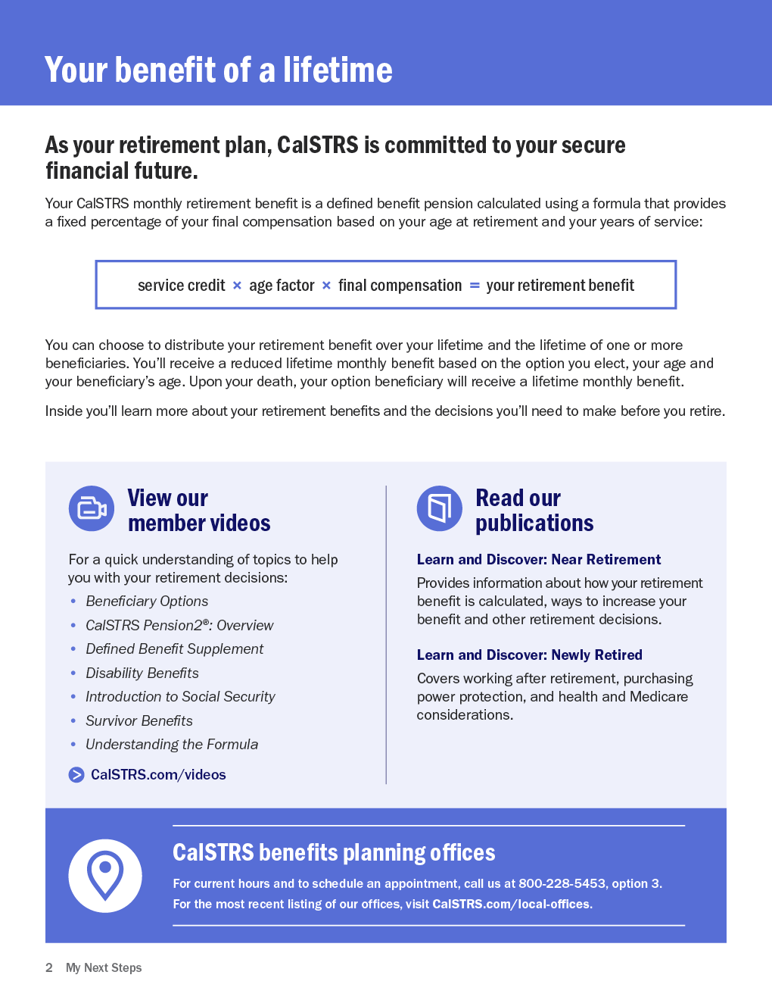 Your benefit of a lifetime
As your retirement plan, CalSTRS is committed to your secure
financial future.
Your CalSTRS monthly retirement benefit is a defined benefit pension calculated using a formula that provides
a fixed percentage of your final compensation based on your age at retirement and your years of service:
service credit × age factor × final compensation = your retirement benefit
You can choose to distribute your retirement benefit over your lifetime and the lifetime of one or more
beneficiaries. You’ll receive a reduced lifetime monthly benefit based on the option you elect, your age and
your beneficiary’s age. Upon your death, your option beneficiary will receive a lifetime monthly benefit.
Inside you’ll learn more about your retirement benefits and the decisions you’ll need to make before you retire.
View our
member videos
For a quick understanding of topics to help
you with your retirement decisions:
• Beneficiary Options
• CalSTRS Pension2®: Overview
• Defined Benefit Supplement
• Disability Benefits
• Introduction to Social Security
• Survivor Benefits
• Understanding the Formula
CalSTRS.com/videos
Read our
publications
Learn and Discover: Near Retirement
Provides information about how your retirement
benefit is calculated, ways to increase your
benefit and other retirement decisions.
Learn and Discover: Newly Retired
Covers working after retirement, purchasing
power protection, and health and Medicare
considerations.
CalSTRS benefits planning offices
For current hours and to schedule an appointment, call us at 800-228-5453, option 3.
For the most recent listing of our offices, visit CalSTRS.com/local-offices.
2 My Next Steps